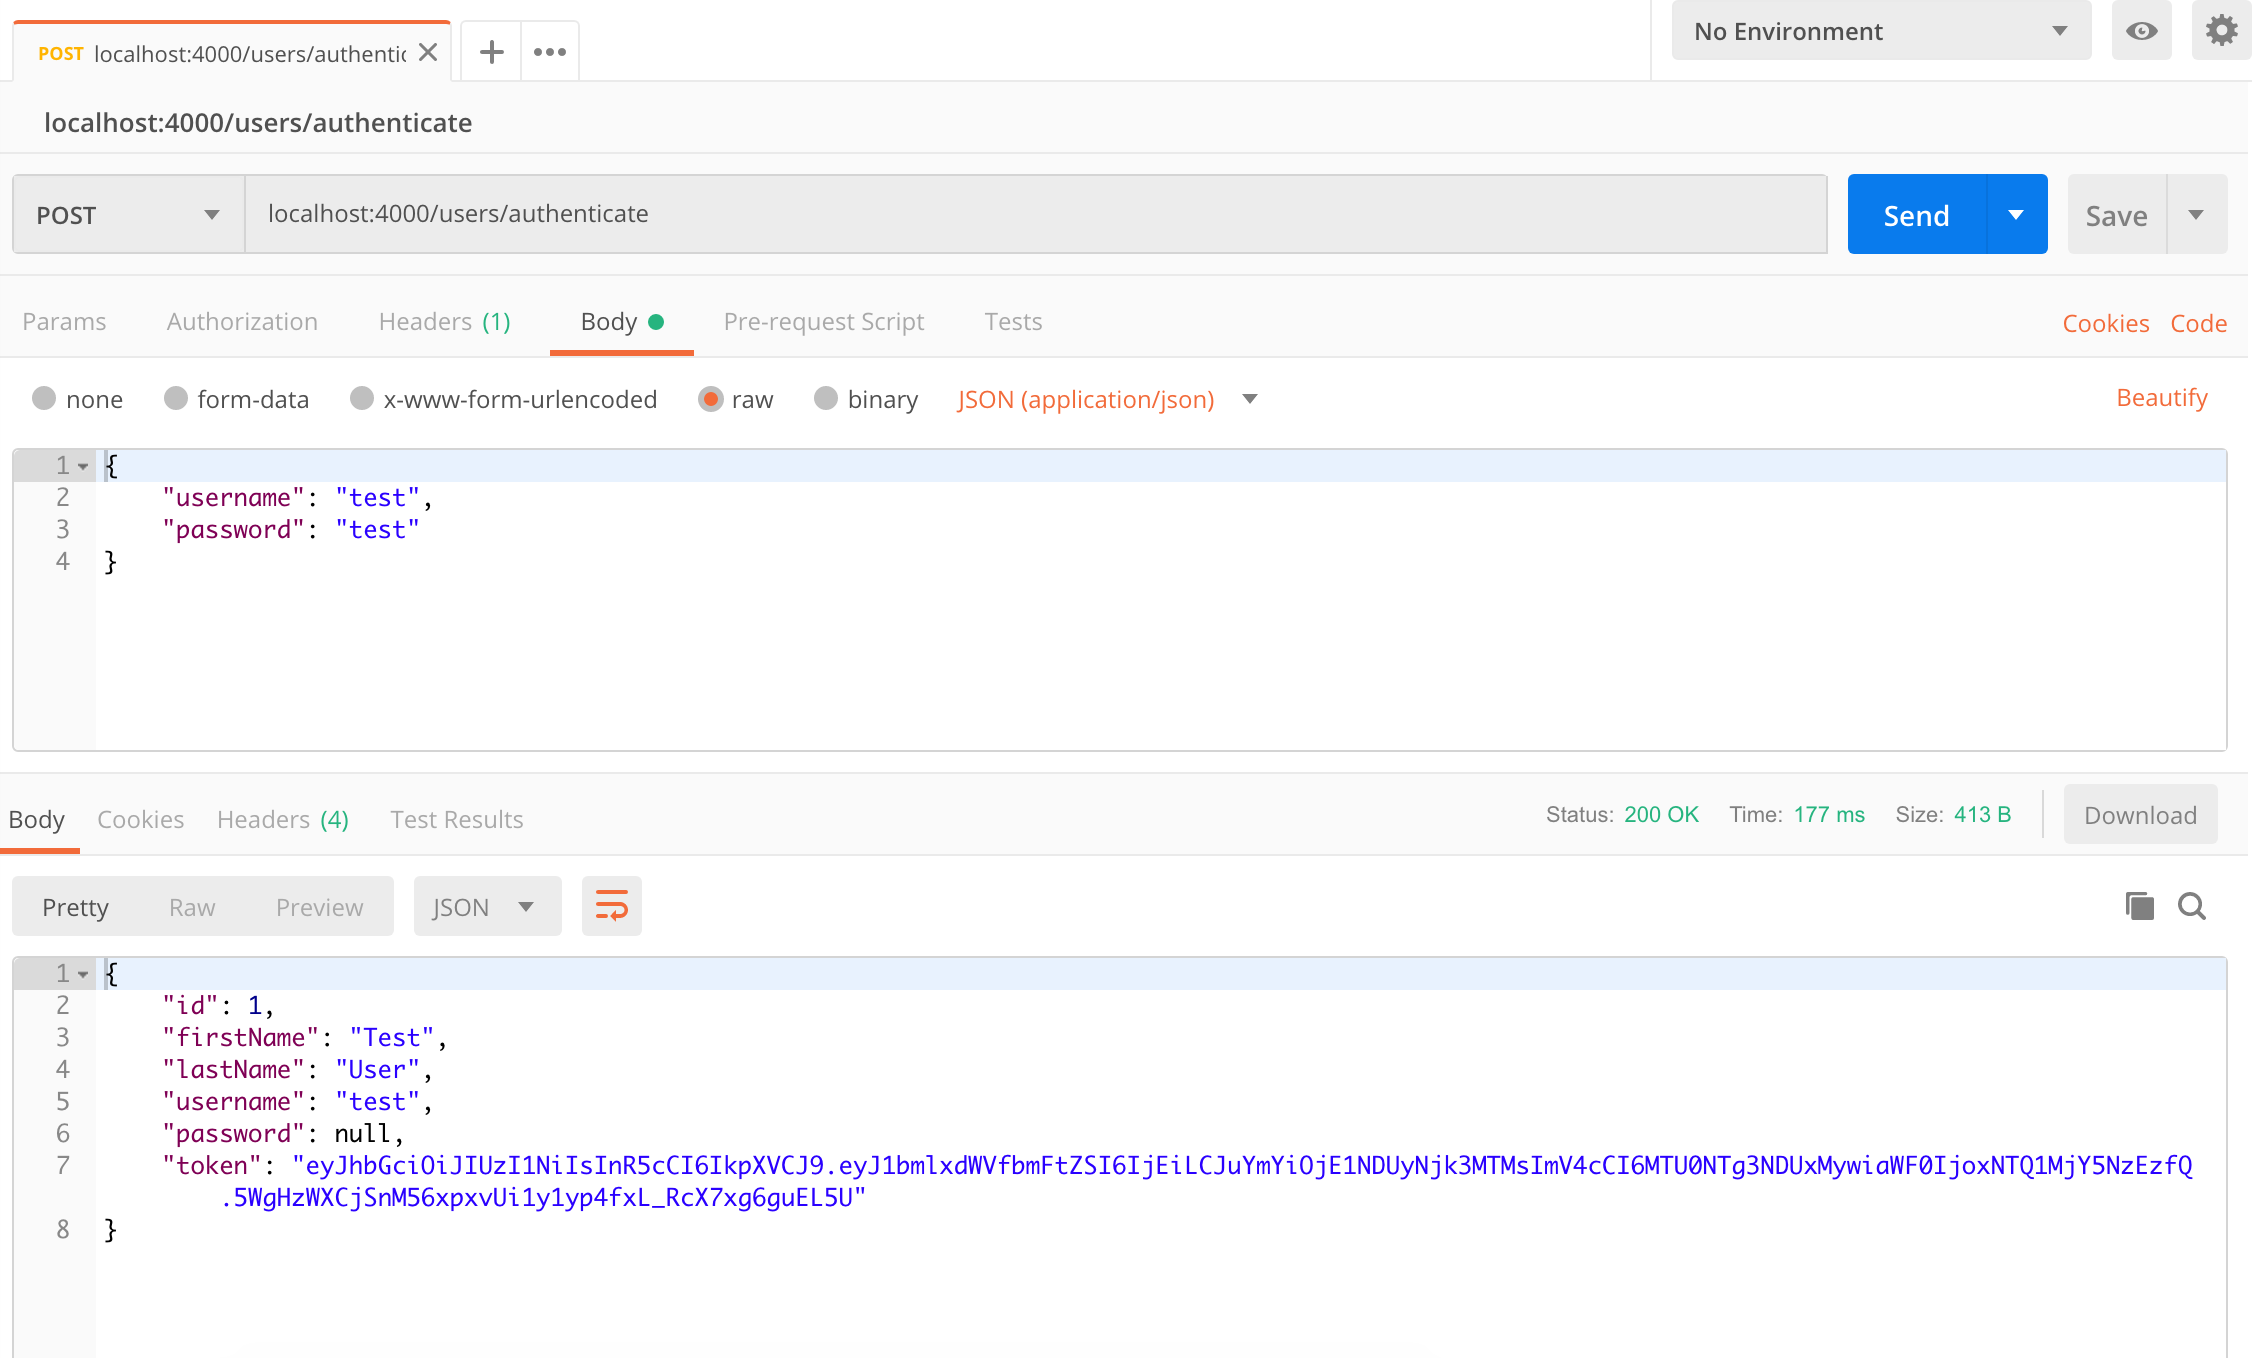 POST localhost:4000/users/authentic
No Environment
localhost:4000/users/authenticate
POST localhost:4000/users/authenticate Send Save
Params Authorization Headers (1) Body Pre-request Script Tests Cookies Code
none form-data x-www-form-urlencoded raw binary JSON (application/json) Beautify
1 {
2 "username": "test",
3 "password": "test"
4 }
Body Cookies Headers (4) Test Results Status: 200 OK Time: 177 ms Size: 413 B Download
Pretty Raw Preview JSON
1 {
2 "id": 1,
3 "firstName": "Test",
4 "lastName": "User",
5 "username": "test",
6 "password": null,
7 "token": "eyJhbGciOiJIUzI1NiIsInR5cCI6IkpXVCJ9.eyJ1bmlxdWVfbmFtZSI6IjEiLCJuYmYiOjE1NDUyNjk3MTMsImV4cCI6MTU0NTg3NDUxMywiaWF0IjoxNTQ1MjY5NzEzfQ
.5WgHzWXCjSnM56xpxvUi1y1yp4fxL_RcX7xg6guEL5U"
8 }